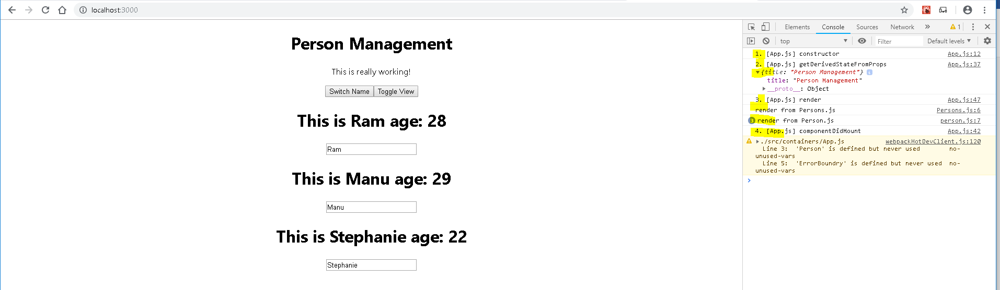 localhost:3000
Person Management
This is really working!
Switch Name Toggle View
This is Ram age: 28
Ram
This is Manu age: 29
Manu
This is Stephanie age: 22
Stephanie
Elements Console Sources Network » 1
top Filter Default levels
1. [App.js] constructor App.js:12
2. [App.js] getDerivedStateFromProps App.js:37
{title: "Person Management"} i
title: "Person Management"
__proto__: Object
3. [App.js] render App.js:47
render from Persons.js Persons.js:6
3 render from Person.js person.js:7
4. [App.js] componentDidMount App.js:42
./src/containers/App.js webpackHotDevClient.js:120
Line 3: 'Person' is defined but never used no-
unused-vars
Line 5: 'ErrorBoundry' is defined but never used no-
unused-vars